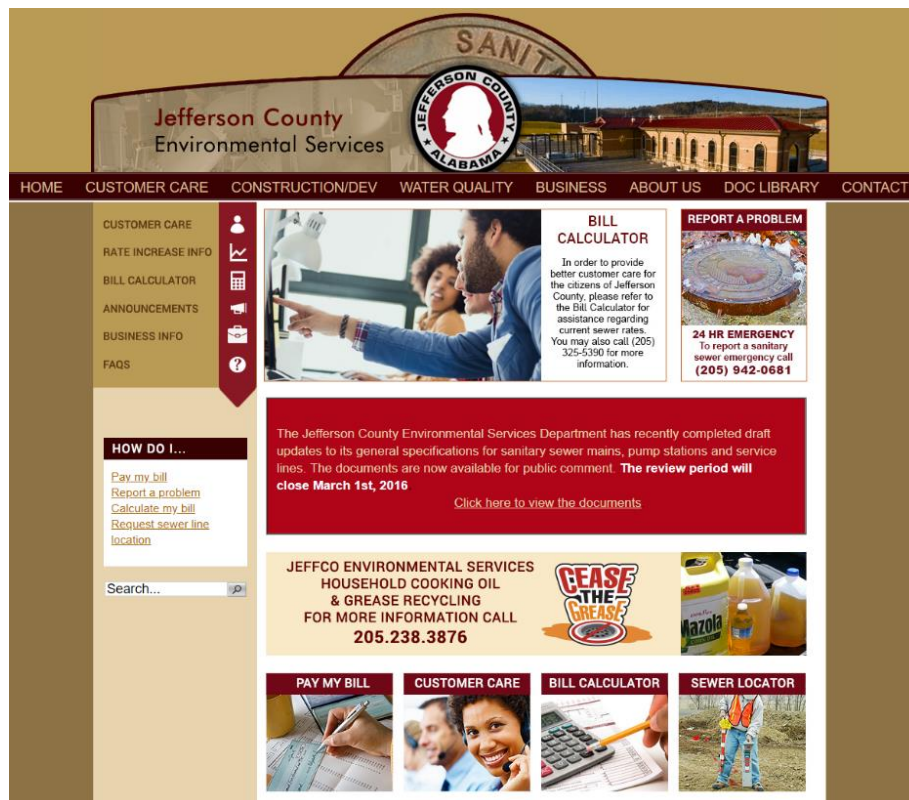 SANITA
JEFFERSON COUNTY
ALABAMA
Jefferson County
Environmental Services
HOME CUSTOMER CARE CONSTRUCTION/DEV WATER QUALITY BUSINESS ABOUT US DOC LIBRARY CONTACT
CUSTOMER CARE
RATE INCREASE INFO
BILL CALCULATOR
ANNOUNCEMENTS
BUSINESS INFO
FAQS
?
HOW DO I...
Pay my bill
Report a problem
Calculate my bill
Request sewer line
location
Search...
BILL
CALCULATOR
In order to provide
better customer care for
the citizens of Jefferson
County, please refer to
the Bill Calculator for
assistance regarding
current sewer rates.
You may also call (205)
325-5390 for more
information.
REPORT A PROBLEM
24 HR EMERGENCY
To report a sanitary
sewer emergency call
(205) 942-0681
The Jefferson County Environmental Services Department has recently completed draft
updates to its general specifications for sanitary sewer mains, pump stations and service
lines. The documents are now available for public comment. The review period will
close March 1st, 2016
Click here to view the documents
JEFFCO ENVIRONMENTAL SERVICES
HOUSEHOLD COOKING OIL
& GREASE RECYCLING
FOR MORE INFORMATION CALL
205.238.3876
CEASE
THE
GREASE
Mazola
PAY MY BILL
CUSTOMER CARE
BILL CALCULATOR
SEWER LOCATOR